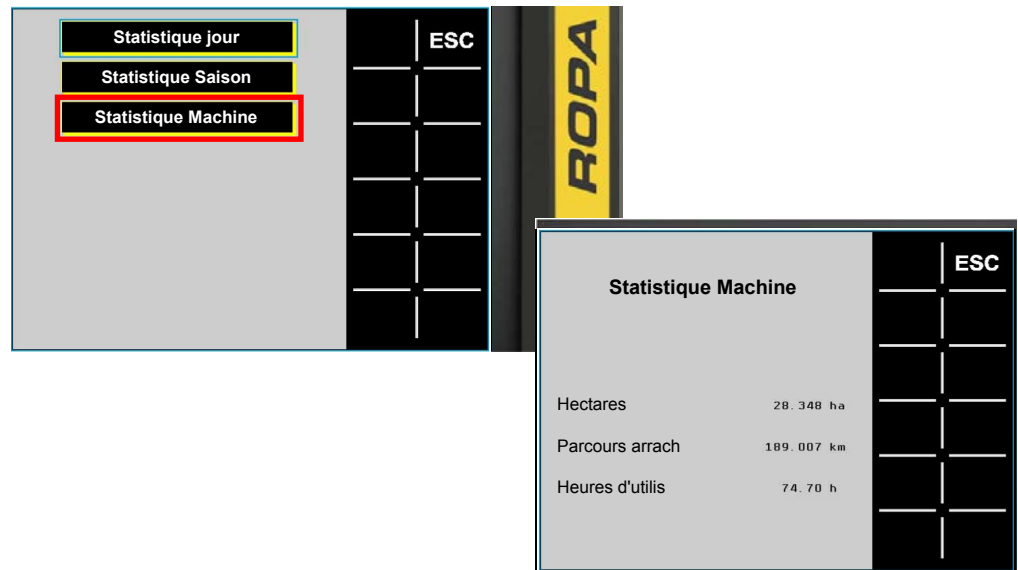 Statistique jour
ESC
Statistique Saison
Statistique Machine
ROPA
ESC
Statistique Machine
Hectares 28.348 ha
Parcours arrach 189.007 km
Heures d'utilis 74.70 h